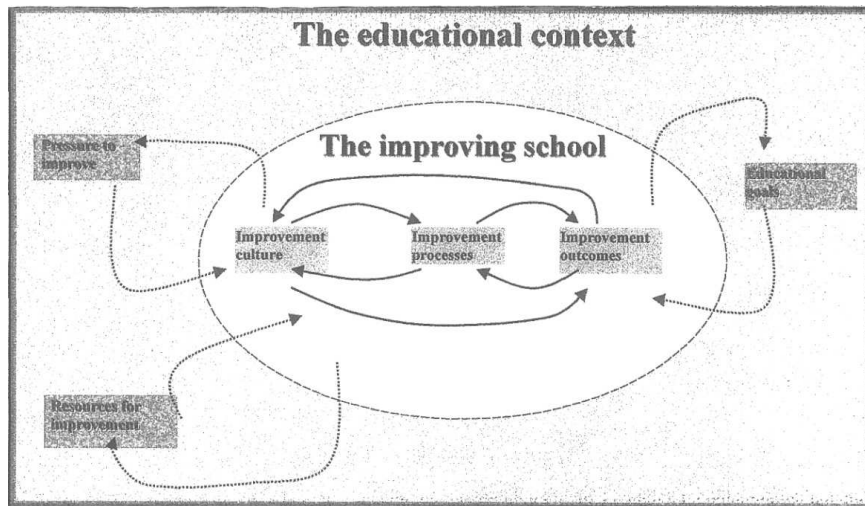 The educational context
Pressure to
improve
The improving school
Educational
goals
Improvement
culture
Improvement
processes
Improvement
outcomes
Resources for
improvement